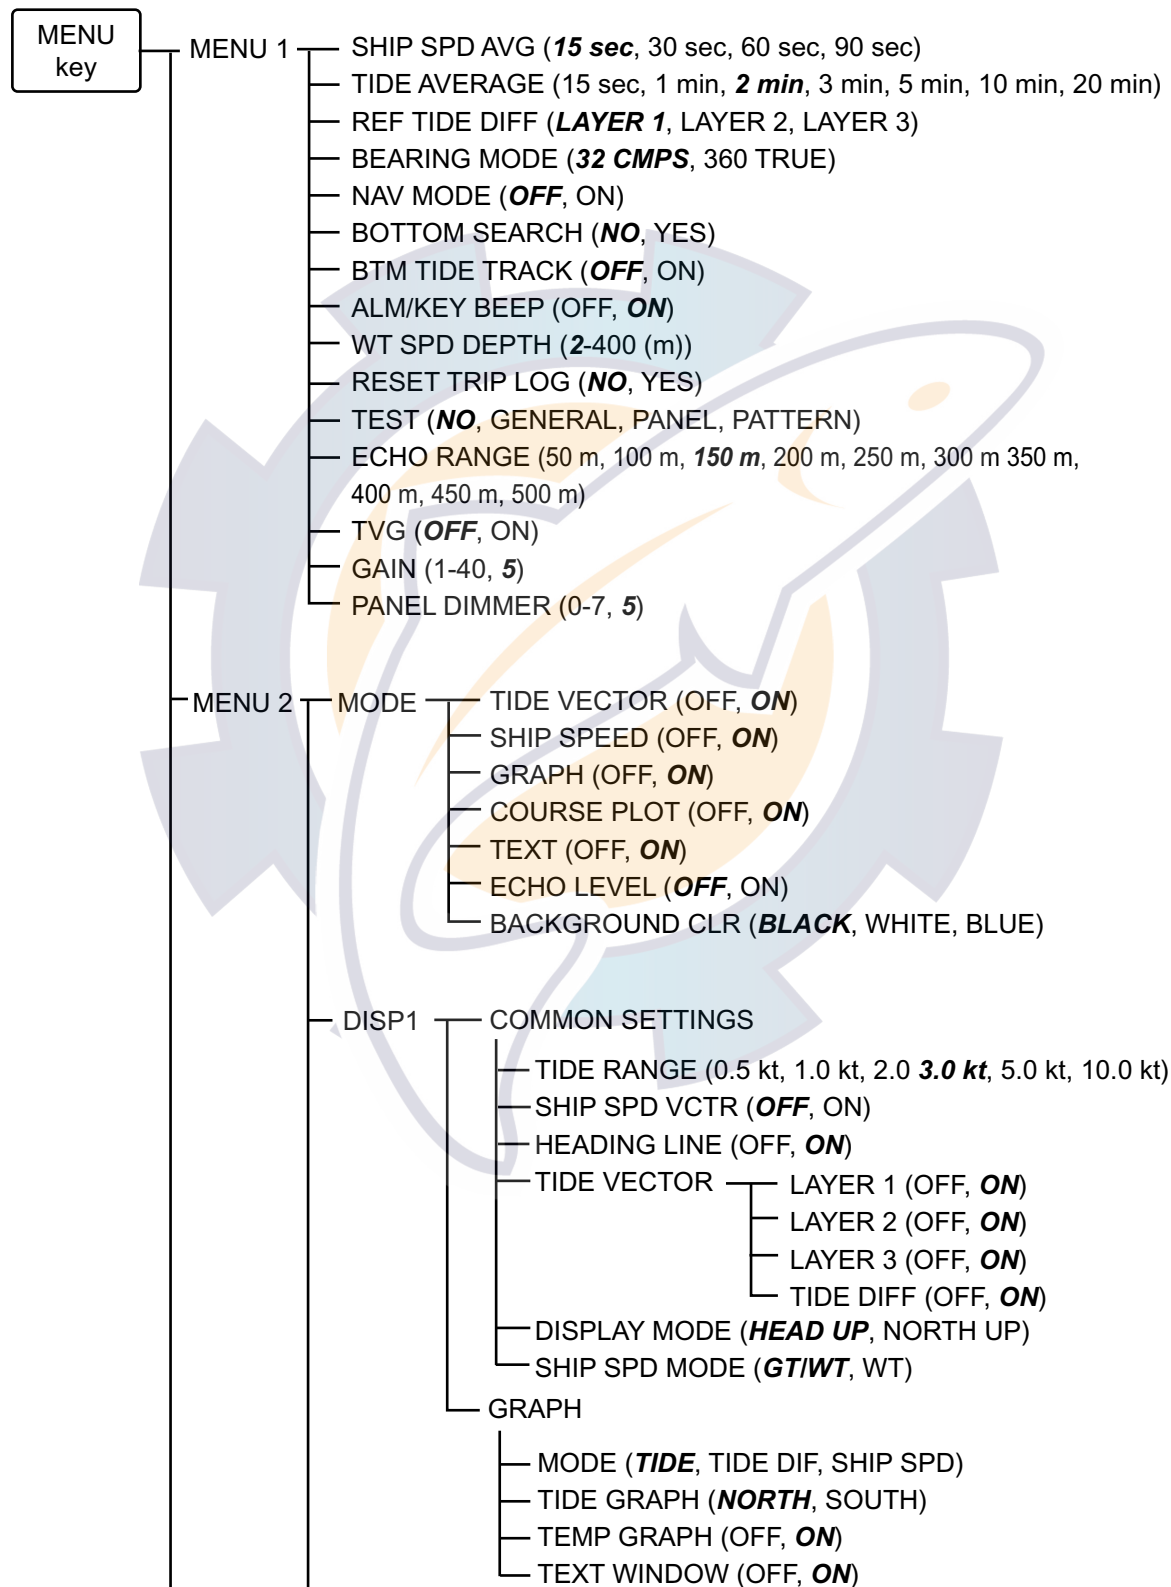 MENU
key
MENU 1
SHIP SPD AVG (15 sec, 30 sec, 60 sec, 90 sec)
TIDE AVERAGE (15 sec, 1 min, 2 min, 3 min, 5 min, 10 min, 20 min)
REF TIDE DIFF (LAYER 1, LAYER 2, LAYER 3)
BEARING MODE (32 CMPS, 360 TRUE)
NAV MODE (OFF, ON)
BOTTOM SEARCH (NO, YES)
BTM TIDE TRACK (OFF, ON)
ALM/KEY BEEP (OFF, ON)
WT SPD DEPTH (2-400 (m))
RESET TRIP LOG (NO, YES)
TEST (NO, GENERAL, PANEL, PATTERN)
ECHO RANGE (50 m, 100 m, 150 m, 200 m, 250 m, 300 m 350 m,
400 m, 450 m, 500 m)
TVG (OFF, ON)
GAIN (1-40, 5)
PANEL DIMMER (0-7, 5)
MENU 2
MODE
TIDE VECTOR (OFF, ON)
SHIP SPEED (OFF, ON)
GRAPH (OFF, ON)
COURSE PLOT (OFF, ON)
TEXT (OFF, ON)
ECHO LEVEL (OFF, ON)
BACKGROUND CLR (BLACK, WHITE, BLUE)
DISP1
COMMON SETTINGS
TIDE RANGE (0.5 kt, 1.0 kt, 2.0 3.0 kt, 5.0 kt, 10.0 kt)
SHIP SPD VCTR (OFF, ON)
HEADING LINE (OFF, ON)
TIDE VECTOR
LAYER 1 (OFF, ON)
LAYER 2 (OFF, ON)
LAYER 3 (OFF, ON)
TIDE DIFF (OFF, ON)
DISPLAY MODE (HEAD UP, NORTH UP)
SHIP SPD MODE (GT/WT, WT)
GRAPH
MODE (TIDE, TIDE DIF, SHIP SPD)
TIDE GRAPH (NORTH, SOUTH)
TEMP GRAPH (OFF, ON)
TEXT WINDOW (OFF, ON)